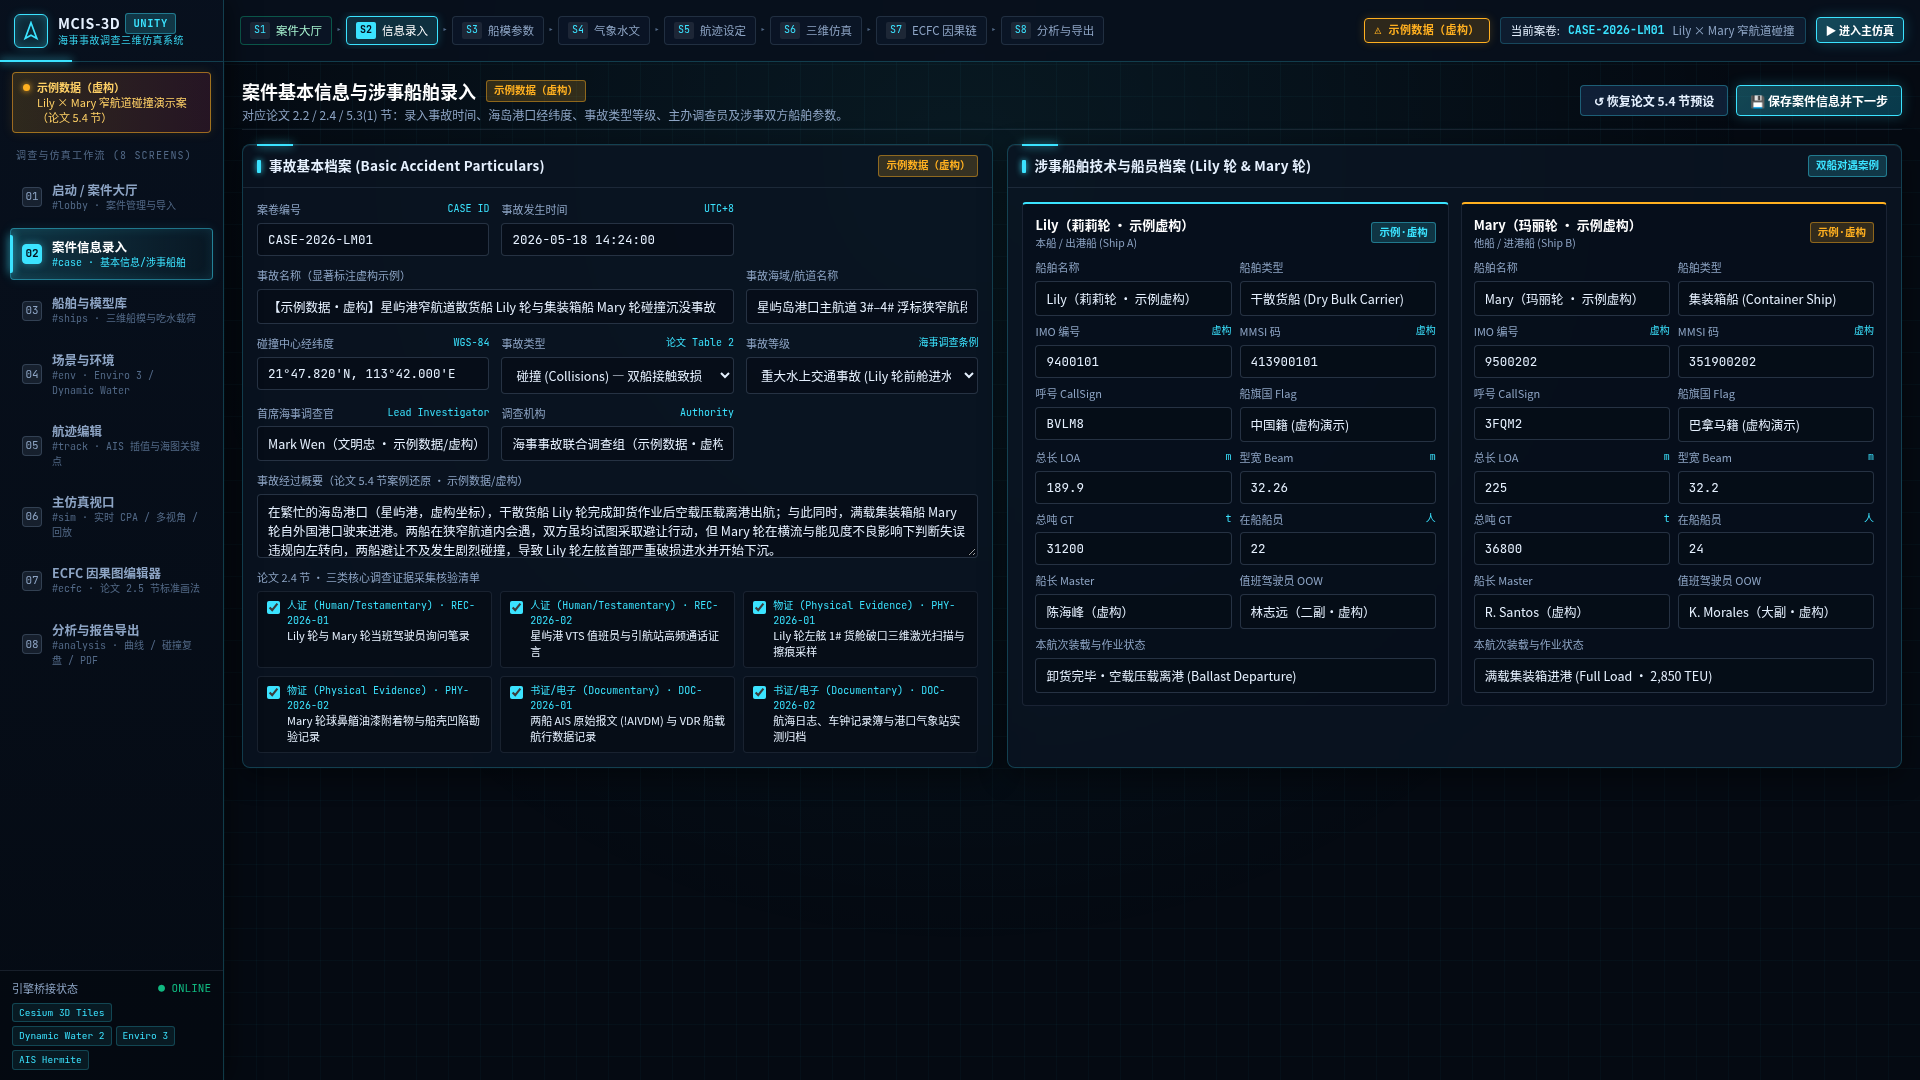 MCIS-3D UNITY
海事事故调查三维仿真系统
S1 案件大厅
S2 信息录入
S3 船模参数
S4 气象水文
S5 航迹设定
S6 三维仿真
S7 ECFC 因果链
S8 分析与导出
⚠ 示例数据（虚构）
当前案卷: CASE-2026-LM01 Lily × Mary 窄航道碰撞
▶ 进入主仿真
示例数据（虚构）
Lily × Mary 窄航道碰撞演示案
（论文 5.4 节）
调查与仿真工作流 (8 SCREENS)
01 启动 / 案件大厅
#lobby · 案件管理与导入
02 案件信息录入
#case · 基本信息/涉事船舶
03 船舶与模型库
#ships · 三维船模与吃水载荷
04 场景与环境
#env · Enviro 3 /
Dynamic Water
05 航迹编辑
#track · AIS 插值与海图关键
点
06 主仿真视口
#sim · 实时 CPA / 多视角 /
回放
07 ECFC 因果图编辑器
#ecfc · 论文 2.5 节标准画法
08 分析与报告导出
#analysis · 曲线 / 碰撞复
盘 / PDF
引擎桥接状态 ● ONLINE
Cesium 3D Tiles
Dynamic Water 2 Enviro 3
AIS Hermite
案件基本信息与涉事船舶录入 示例数据（虚构）
对应论文 2.2 / 2.4 / 5.3(1) 节：录入事故时间、海岛港口经纬度、事故类型等级、主办调查员及涉事双方船舶参数。
↺ 恢复论文 5.4 节预设
💾 保存案件信息并下一步
事故基本档案 (Basic Accident Particulars) 示例数据（虚构）
案卷编号 CASE ID 事故发生时间 UTC+8
CASE-2026-LM01 2026-05-18 14:24:00
事故名称（显著标注虚构示例） 事故海域/航道名称
【示例数据·虚构】星屿港窄航道散货船 Lily 轮与集装箱船 Mary 轮碰撞沉没事故 星屿岛港口主航道 3#–4# 浮标狭窄航段
碰撞中心经纬度 WGS-84 事故类型 论文 Table 2 事故等级 海事调查条例
21°47.820'N, 113°42.000'E 碰撞 (Collisions) — 双船接触致损 重大水上交通事故 (Lily 轮前舱进水
首席海事调查官 Lead Investigator 调查机构 Authority
Mark Wen（文明忠 · 示例数据/虚构） 海事事故联合调查组（示例数据·虚构
事故经过概要（论文 5.4 节案例还原 · 示例数据/虚构）
在繁忙的海岛港口（星屿港，虚构坐标），干散货船 Lily 轮完成卸货作业后空载压载离港出航；与此同时，满载集装箱船 Mary
轮自外国港口驶来进港。两船在狭窄航道内会遇，双方虽均试图采取避让行动，但 Mary 轮在横流与能见度不良影响下判断失误
违规向左转向，两船避让不及发生剧烈碰撞，导致 Lily 轮左舷首部严重破损进水并开始下沉。
论文 2.4 节 · 三类核心调查证据采集核验清单
人证 (Human/Testamentary) · REC-
2026-01
Lily 轮与 Mary 轮当班驾驶员询问笔录
人证 (Human/Testamentary) · REC-
2026-02
星屿港 VTS 值班员与引航站高频通话证
言
物证 (Physical Evidence) · PHY-
2026-01
Lily 轮左舷 1# 货舱破口三维激光扫描与
擦痕采样
物证 (Physical Evidence) · PHY-
2026-02
Mary 轮球鼻艏油漆附着物与船壳凹陷勘
验记录
书证/电子 (Documentary) · DOC-
2026-01
两船 AIS 原始报文 (!AIVDM) 与 VDR 船载
航行数据记录
书证/电子 (Documentary) · DOC-
2026-02
航海日志、车钟记录簿与港口气象站实
测归档
涉事船舶技术与船员档案 (Lily 轮 & Mary 轮) 双船对遇案例
Lily（莉莉轮 · 示例虚构） 示例·虚构
本船 / 出港船 (Ship A)
船舶名称 船舶类型
Lily（莉莉轮 · 示例虚构） 干散货船 (Dry Bulk Carrier)
IMO 编号 虚构 MMSI 码 虚构
9400101 413900101
呼号 CallSign 船旗国 Flag
BVLM8 中国籍 (虚构演示)
总长 LOA m 型宽 Beam m
189.9 32.26
总吨 GT t 在船船员 人
31200 22
船长 Master 值班驾驶员 OOW
陈海峰（虚构） 林志远（二副·虚构）
本航次装载与作业状态
卸货完毕·空载压载离港 (Ballast Departure)
Mary（玛丽轮 · 示例虚构） 示例·虚构
他船 / 进港船 (Ship B)
船舶名称 船舶类型
Mary（玛丽轮 · 示例虚构） 集装箱船 (Container Ship)
IMO 编号 虚构 MMSI 码 虚构
9500202 351900202
呼号 CallSign 船旗国 Flag
3FQM2 巴拿马籍 (虚构演示)
总长 LOA m 型宽 Beam m
225 32.2
总吨 GT t 在船船员 人
36800 24
船长 Master 值班驾驶员 OOW
R. Santos（虚构） K. Morales（大副·虚构）
本航次装载与作业状态
满载集装箱进港 (Full Load · 2,850 TEU)